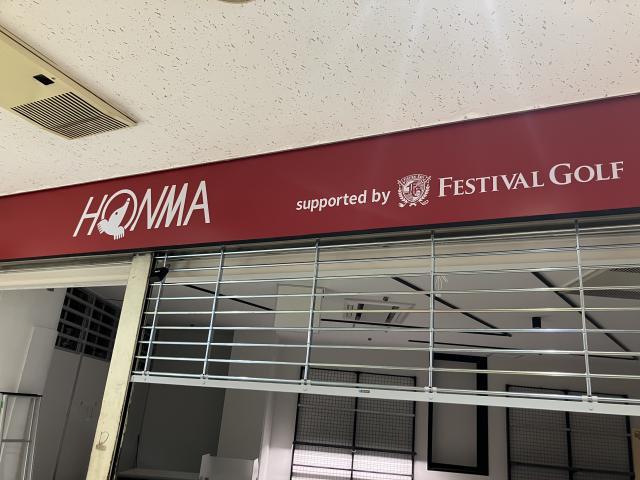 HONMA
supported by FESTIVAL GOLF